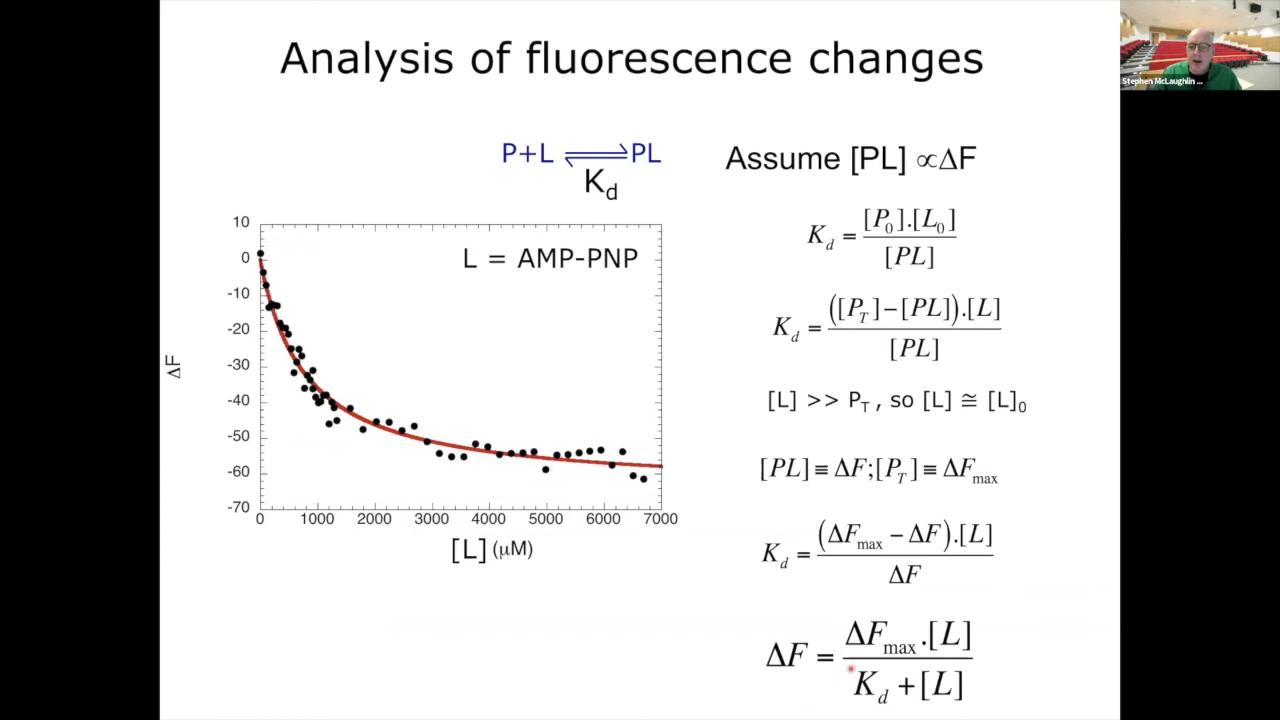 Analysis of fluorescence changes
Stephen McLaughlin ...
P+L ⇌ PL
K_d
Assume [PL] ∝ΔF
K_d = [P_0].[L_0] / [PL]
K_d = ([P_T]−[PL]).[L] / [PL]
[L] >> P_T , so [L] ≅ [L]_0
[PL] ≡ ΔF;[P_T] ≡ ΔF_max
K_d = (ΔF_max − ΔF).[L] / ΔF
ΔF = ΔF_max.[L] / K_d +[L]
L = AMP-PNP
10
0
-10
-20
-30
-40
-50
-60
-70
ΔF
0 1000 2000 3000 4000 5000 6000 7000
[L] (μM)